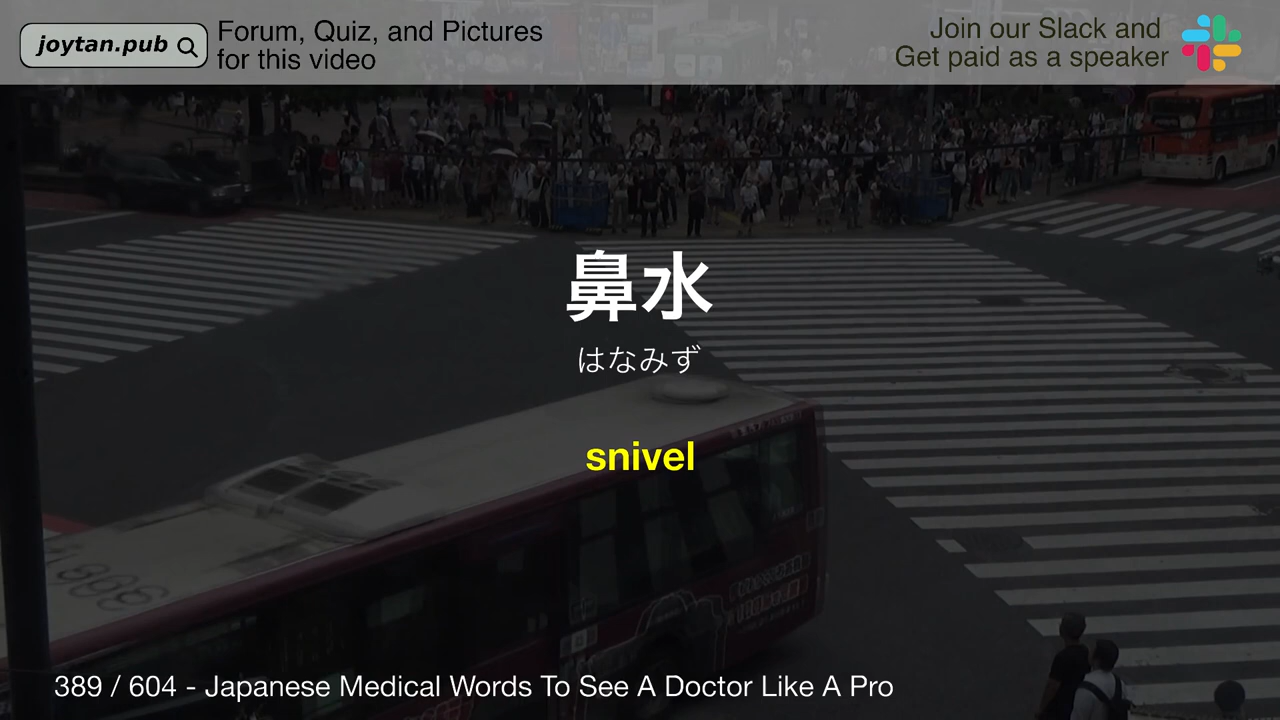 joytan.pub
Forum, Quiz, and Pictures
for this video
Join our Slack and
Get paid as a speaker
鼻水
はなみず
snivel
389 / 604 - Japanese Medical Words To See A Doctor Like A Pro